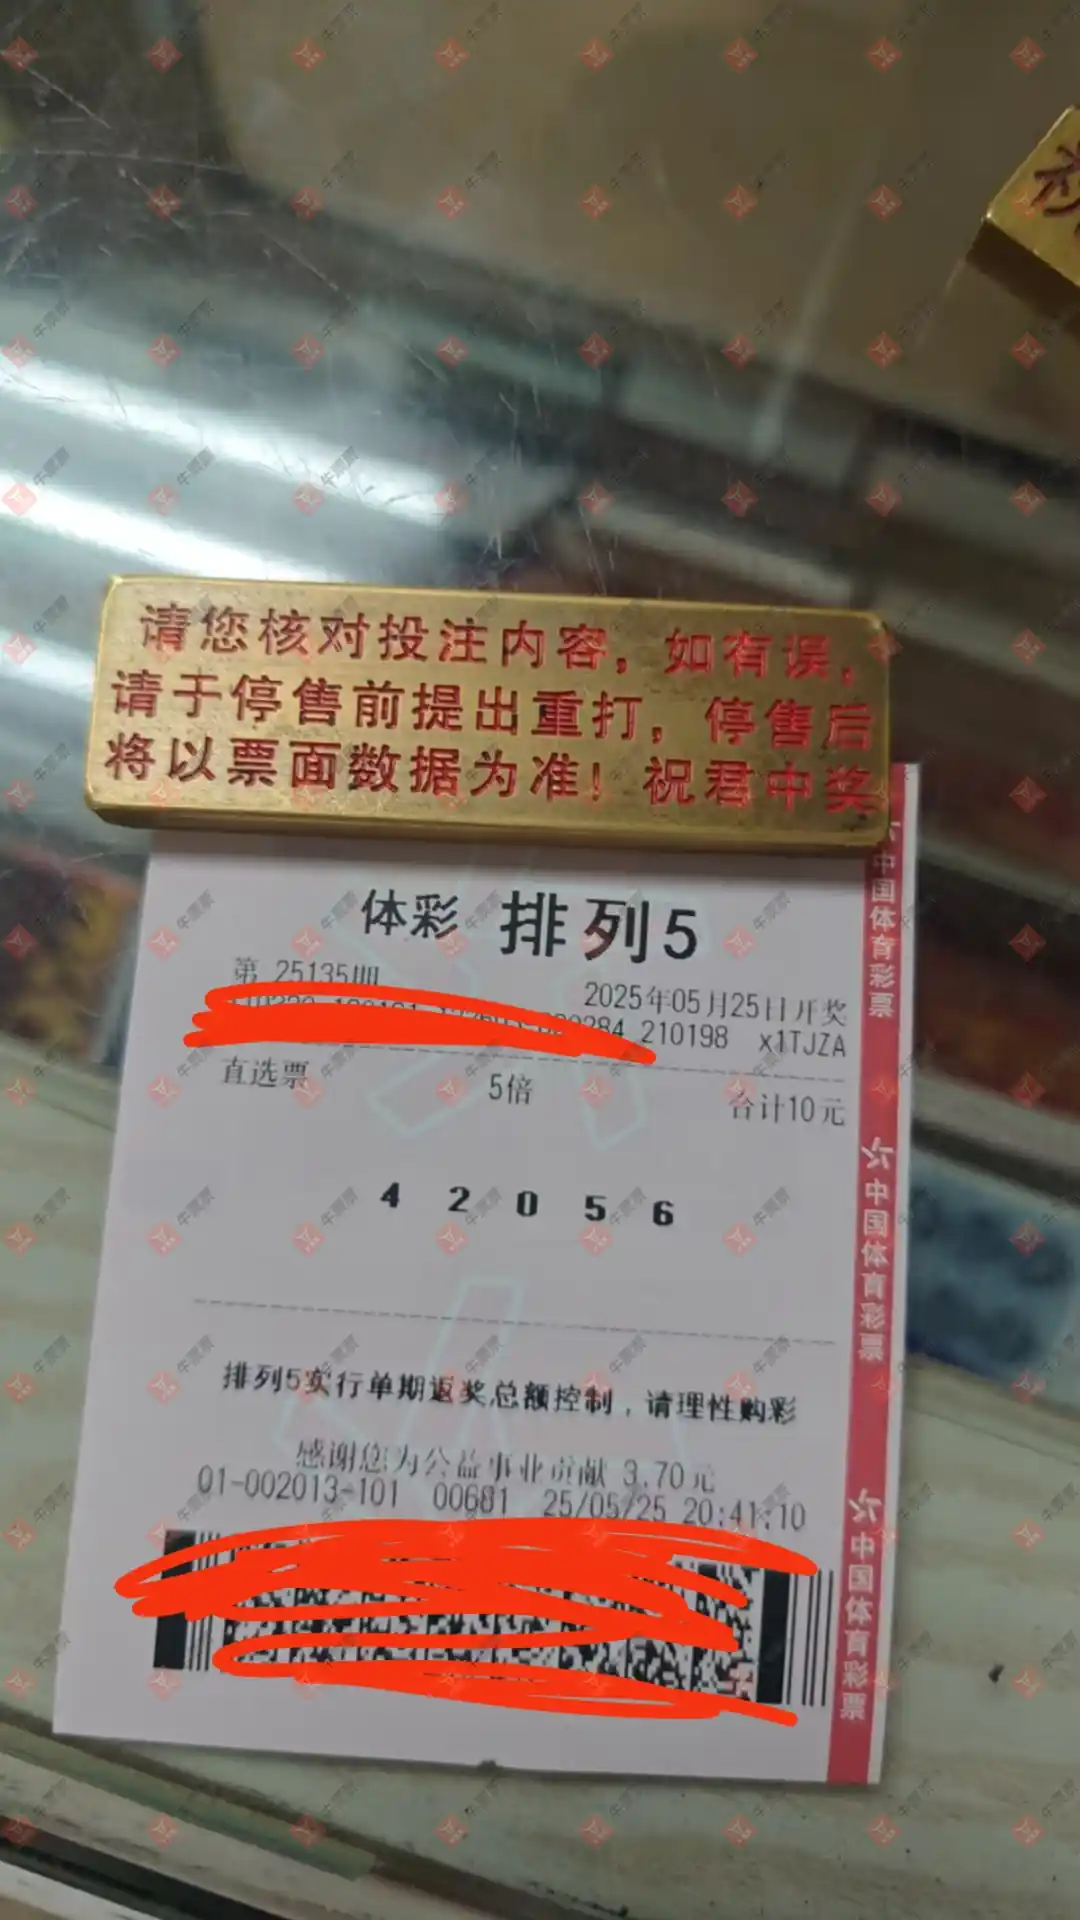 请您核对投注内容，如有误，
请于停售前提出重打，停售后
将以票面数据为准！祝君中奖
体彩 排列5
第 25135期
2025年05月25日开奖
210198 x1TJZA
直选票 5倍 合计10元
4 2 0 5 6
排列5实行单期返奖总额控制，请理性购彩
感谢您为公益事业贡献 3.70元
01-002013-101 00681 25/05/25 20:41:10
中国体育彩票
中国体育彩票
中国体育彩票
牛票票